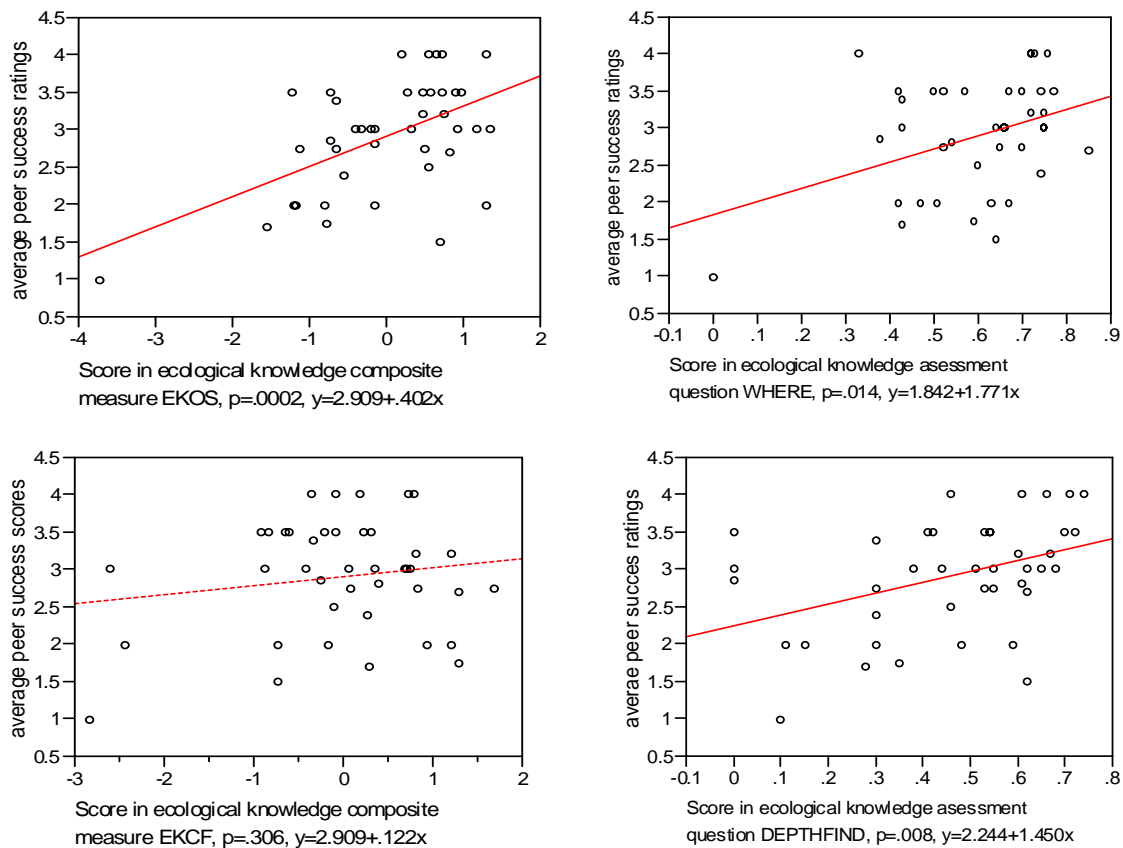 4.5
4
3.5
3
2.5
2
1.5
1
0.5
average peer success ratings
-4 -3 -2 -1 0 1 2
Score in ecological knowledge composite
measure EKOS, p=.0002, y=2.909+.402x
4.5
4
3.5
3
2.5
2
1.5
1
0.5
average peer success ratings
-0.1 0 .1 .2 .3 .4 .5 .6 .7 .8 .9
Score in ecological knowledge asessment
question WHERE, p=.014, y=1.842+1.771x
4.5
4
3.5
3
2.5
2
1.5
1
0.5
average peer success scores
-3 -2 -1 0 1 2
Score in ecological knowledge composite
measure EKCF, p=.306, y=2.909+.122x
4.5
4
3.5
3
2.5
2
1.5
1
0.5
averae peer success ratings
-0.1 0 .1 .2 .3 .4 .5 .6 .7 .8
Score in ecological knowledge asessment
question DEPTHFIND, p=.008, y=2.244+1.450x